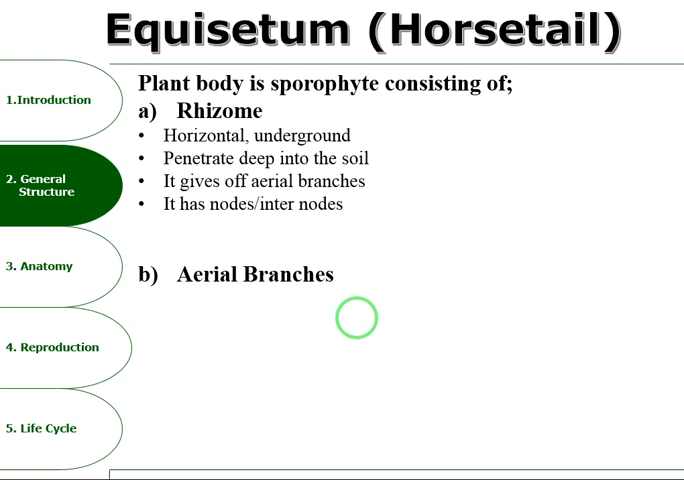 Equisetum (Horsetail)
1.Introduction
2. General
Structure
3. Anatomy
4. Reproduction
5. Life Cycle
Plant body is sporophyte consisting of;
a) Rhizome
• Horizontal, underground
• Penetrate deep into the soil
• It gives off aerial branches
• It has nodes/inter nodes
b) Aerial Branches